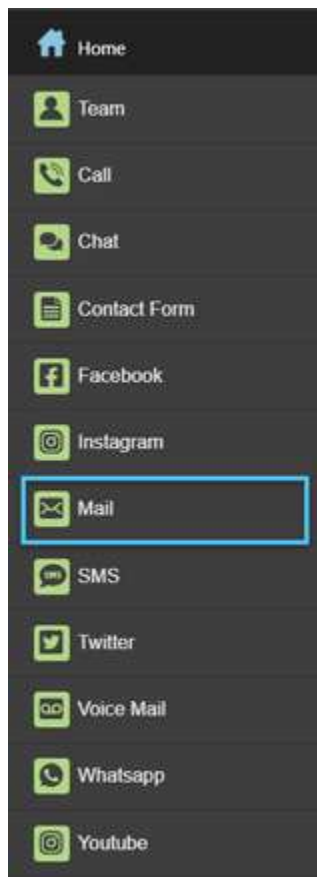 Home
Team
Call
Chat
Contact Form
Facebook
Instagram
Mail
SMS
Twitter
Voice Mail
Whatsapp
Youtube